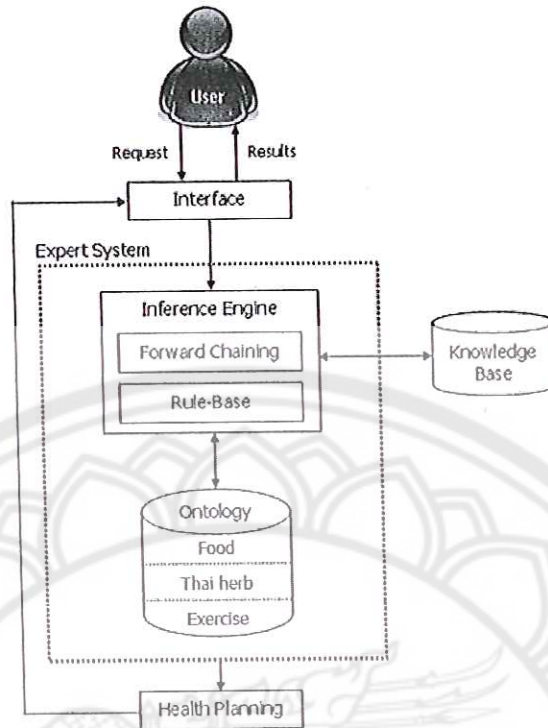 User
Request
Results
Interface
Expert System
Inference Engine
Forward Chaining
Rule-Base
Knowledge
Base
Ontology
Food
Thai herb
Exercise
Health Planning